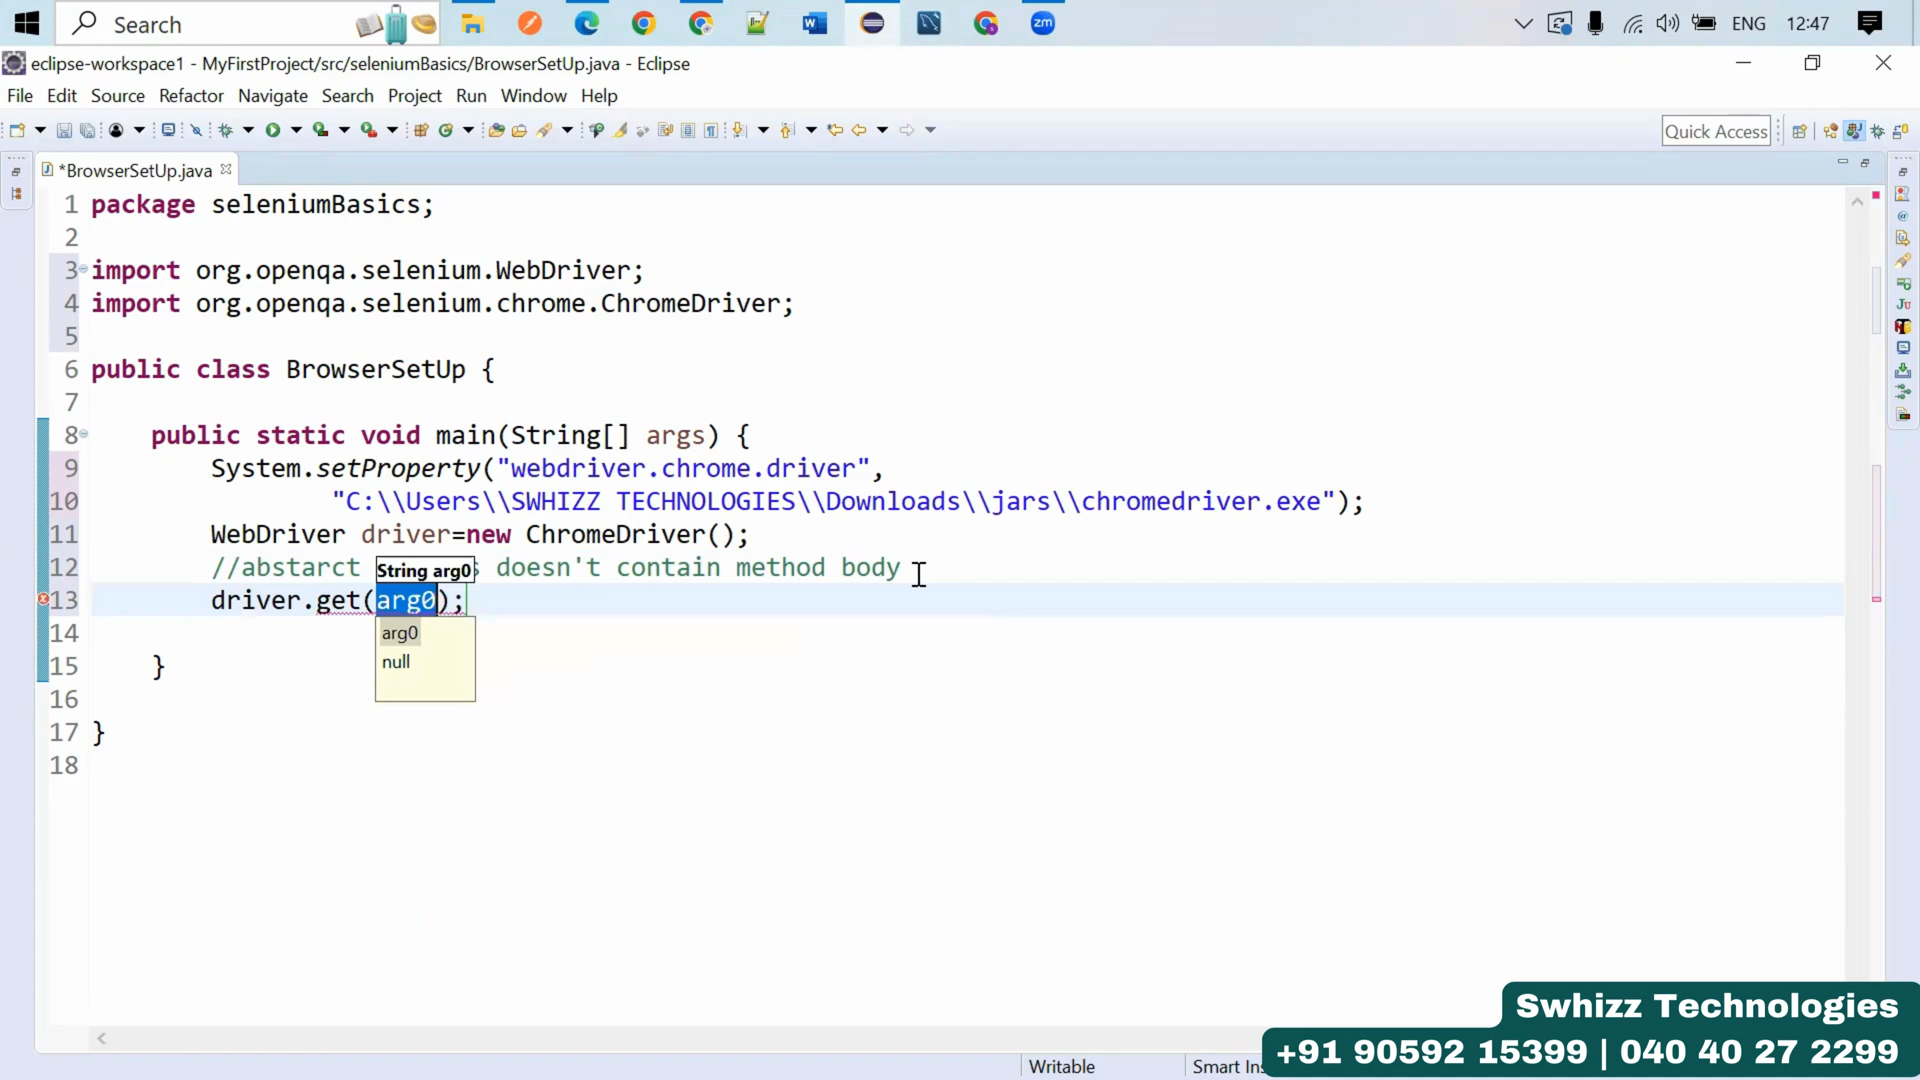 Search
ENG
12:47
eclipse-workspace1 - MyFirstProject/src/seleniumBasics/BrowserSetUp.java - Eclipse
File Edit Source Refactor Navigate Search Project Run Window Help
Quick Access
*BrowserSetUp.java
1 package seleniumBasics;
2
3 import org.openqa.selenium.WebDriver;
4 import org.openqa.selenium.chrome.ChromeDriver;
5
6 public class BrowserSetUp {
7
8 public static void main(String[] args) {
9 System.setProperty("webdriver.chrome.driver",
10 "C:\\Users\\SWHIZZ TECHNOLOGIES\\Downloads\\jars\\chromedriver.exe");
11 WebDriver driver=new ChromeDriver();
12 //abstarct doesn't contain method body
String arg0
13 driver.get(arg0);
arg0
null
14
15 }
16
17 }
18
Writable
Smart Ins
Swhizz Technologies
+91 90592 15399 | 040 40 27 2299